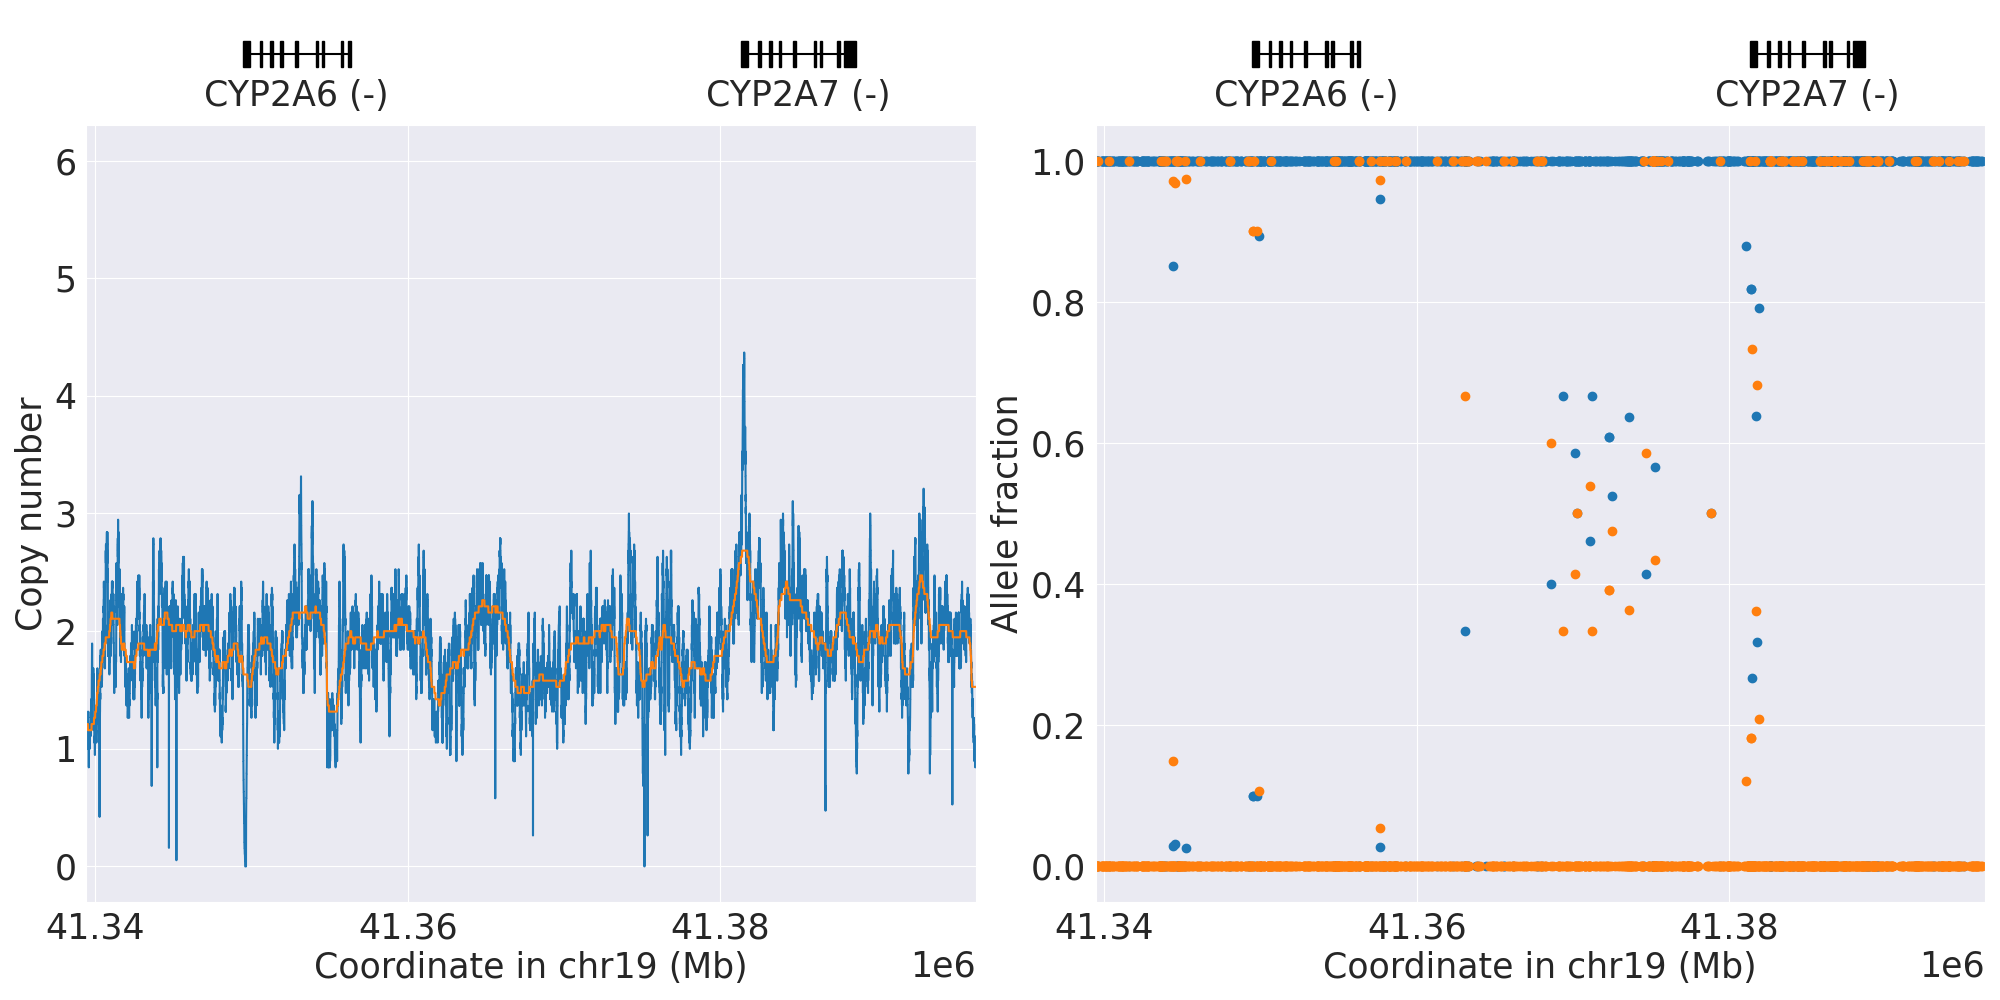 CYP2A6 (-)
CYP2A7 (-)
6
5
4
3
2
1
0
Copy number
41.34
41.36
41.38
Coordinate in chr19 (Mb)
1e6
CYP2A6 (-)
CYP2A7 (-)
1.0
0.8
0.6
0.4
0.2
0.0
Allele fraction
41.34
41.36
41.38
Coordinate in chr19 (Mb)
1e6